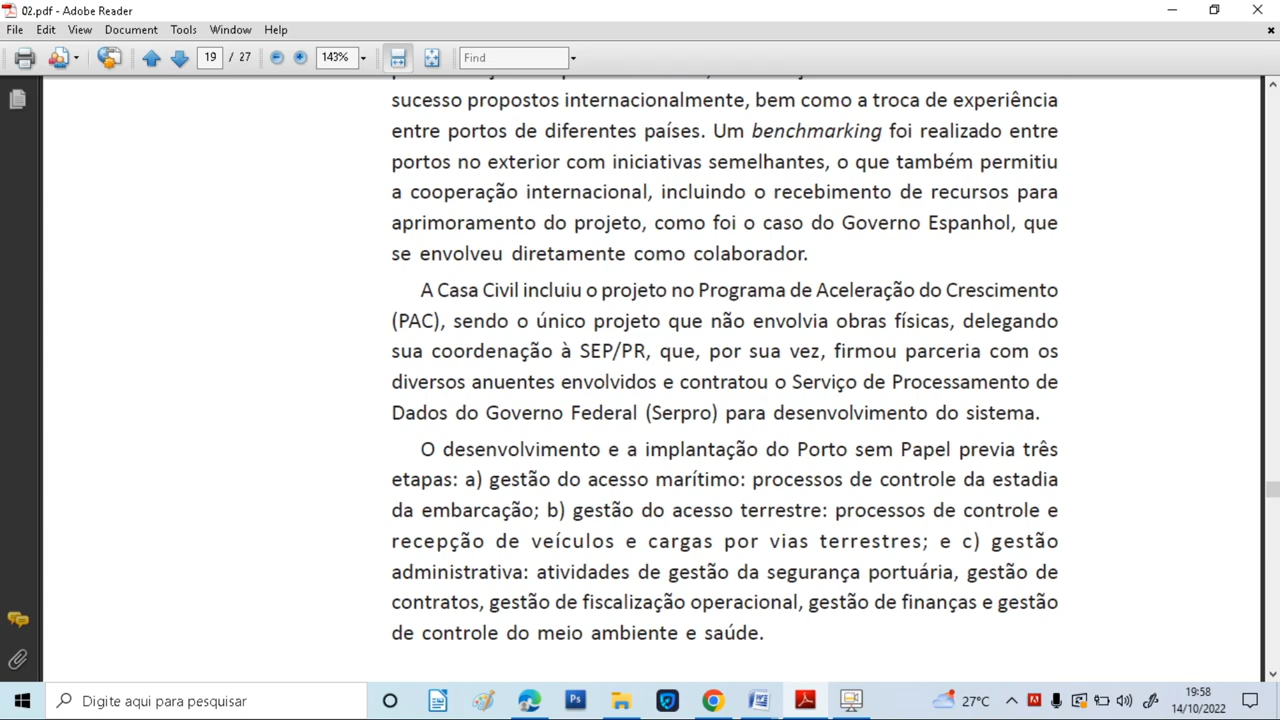 02.pdf - Adobe Reader
File Edit View Document Tools Window Help
19 / 27 143% Find
sucesso propostos internacionalmente, bem como a troca de experiência
entre portos de diferentes países. Um benchmarking foi realizado entre
portos no exterior com iniciativas semelhantes, o que também permitiu
a cooperação internacional, incluindo o recebimento de recursos para
aprimoramento do projeto, como foi o caso do Governo Espanhol, que
se envolveu diretamente como colaborador.
A Casa Civil incluiu o projeto no Programa de Aceleração do Crescimento
(PAC), sendo o único projeto que não envolvia obras físicas, delegando
sua coordenação à SEP/PR, que, por sua vez, firmou parceria com os
diversos anuentes envolvidos e contratou o Serviço de Processamento de
Dados do Governo Federal (Serpro) para desenvolvimento do sistema.
O desenvolvimento e a implantação do Porto sem Papel previa três
etapas: a) gestão do acesso marítimo: processos de controle da estadia
da embarcação; b) gestão do acesso terrestre: processos de controle e
recepção de veículos e cargas por vias terrestres; e c) gestão
administrativa: atividades de gestão da segurança portuária, gestão de
contratos, gestão de fiscalização operacional, gestão de finanças e gestão
de controle do meio ambiente e saúde.
Digite aqui para pesquisar
Ps
27°C
19:58
14/10/2022